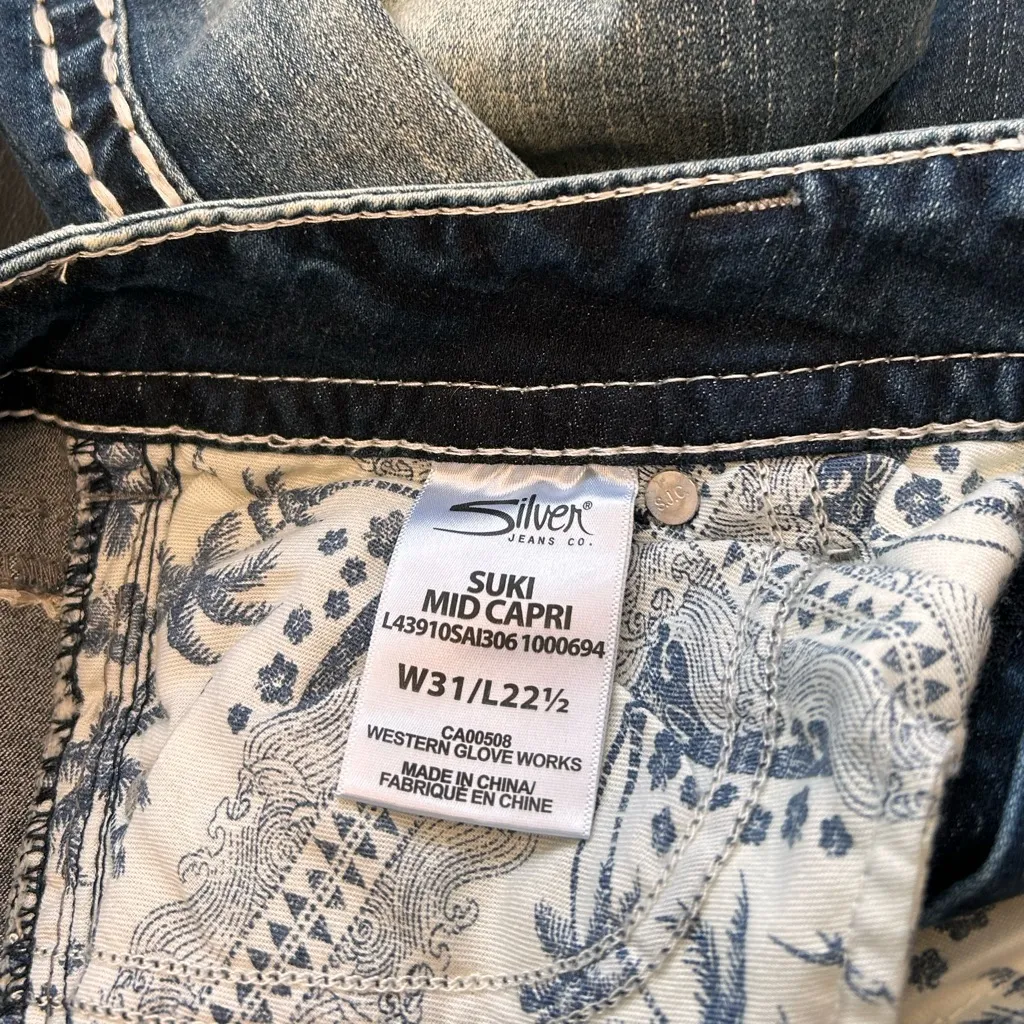 Silver®
JEANS CO.
SUKI
MID CAPRI
L43910SAI306 1000694
W31/L22½
CA00508
WESTERN GLOVE WORKS
MADE IN CHINA/
FABRIQUÉ EN CHINE
S.J.C